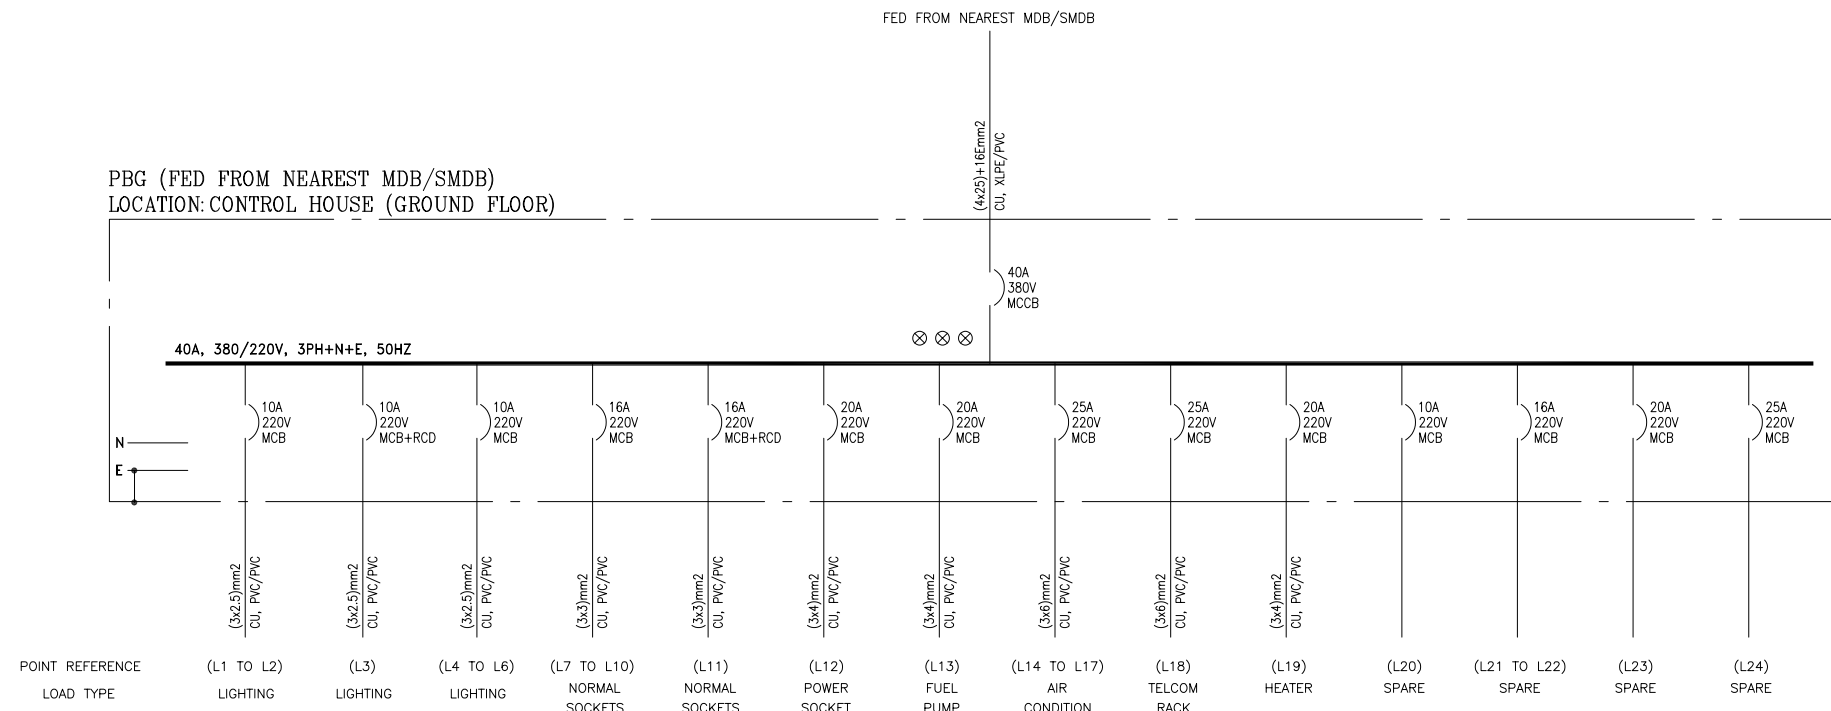 FED FROM NEAREST MDB/SMDB
(4x25)+16Emm2
CU, XLPE/PVC
PBG (FED FROM NEAREST MDB/SMDB)
LOCATION: CONTROL HOUSE (GROUND FLOOR)
40A
380V
MCCB
40A, 380/220V, 3PH+N+E, 50HZ
10A
220V
MCB
10A
220V
MCB+RCD
10A
220V
MCB
16A
220V
MCB
16A
220V
MCB+RCD
20A
220V
MCB
20A
220V
MCB
25A
220V
MCB
25A
220V
MCB
20A
220V
MCB
10A
220V
MCB
16A
220V
MCB
20A
220V
MCB
25A
220V
MCB
N
E
(3x2.5)mm2
CU, PVC/PVC
(3x2.5)mm2
CU, PVC/PVC
(3x2.5)mm2
CU, PVC/PVC
(3x3)mm2
CU, PVC/PVC
(3x3)mm2
CU, PVC/PVC
(3x4)mm2
CU, PVC/PVC
(3x4)mm2
CU, PVC/PVC
(3x6)mm2
CU, PVC/PVC
(3x6)mm2
CU, PVC/PVC
(3x4)mm2
CU, PVC/PVC
POINT REFERENCE (L1 TO L2) (L3) (L4 TO L6) (L7 TO L10) (L11) (L12) (L13) (L14 TO L17) (L18) (L19) (L20) (L21 TO L22) (L23) (L24)
LOAD TYPE
LIGHTING
LIGHTING
LIGHTING
NORMAL
SOCKETS
NORMAL
SOCKETS
POWER
SOCKET
FUEL
PUMP
AIR
CONDITION
TELCOM
RACK
HEATER
SPARE
SPARE
SPARE
SPARE